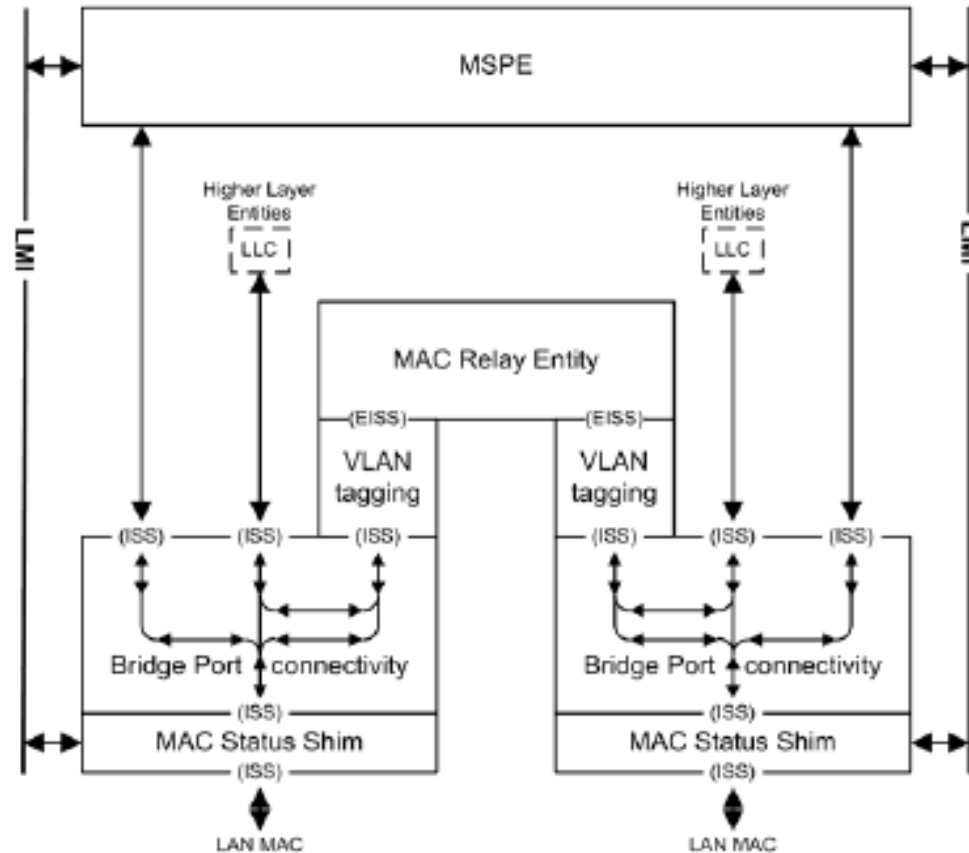 MSPE
Higher Layer
Entities
LLC
Higher Layer
Entities
LLC
LMI
LMI
MAC Relay Entity
(EISS)
(EISS)
VLAN
tagging
VLAN
tagging
(ISS)
(ISS)
(ISS)
(ISS)
(ISS)
(ISS)
Bridge Port connectivity
Bridge Port connectivity
(ISS)
(ISS)
MAC Status Shim
MAC Status Shim
(ISS)
(ISS)
LAN MAC
LAN MAC